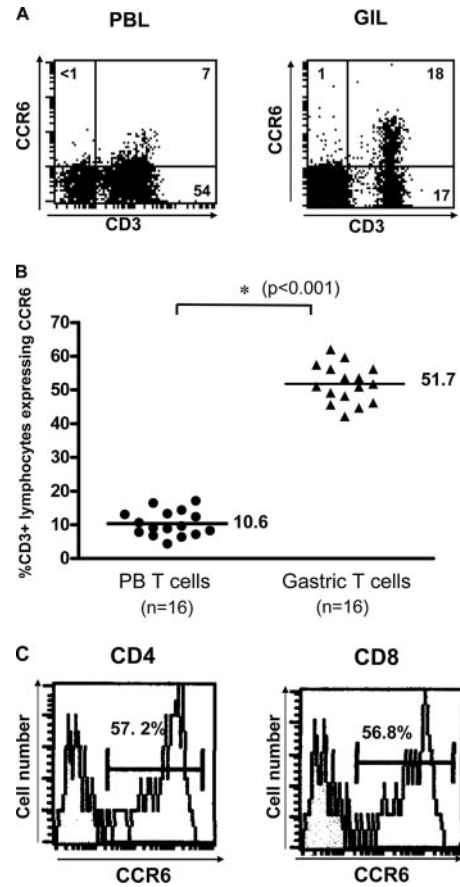 A
PBL
GIL
<1
7
54
CCR6
CD3
1
18
17
CCR6
CD3
B
* (p<0.001)
%CD3+ lymphocytes expressing CCR6
70
60
50
40
30
20
10
0
10.6
51.7
PB T cells
Gastric T cells
(n=16)
(n=16)
C
CD4
CD8
Cell number
57. 2%
CCR6
Cell number
56.8%
CCR6